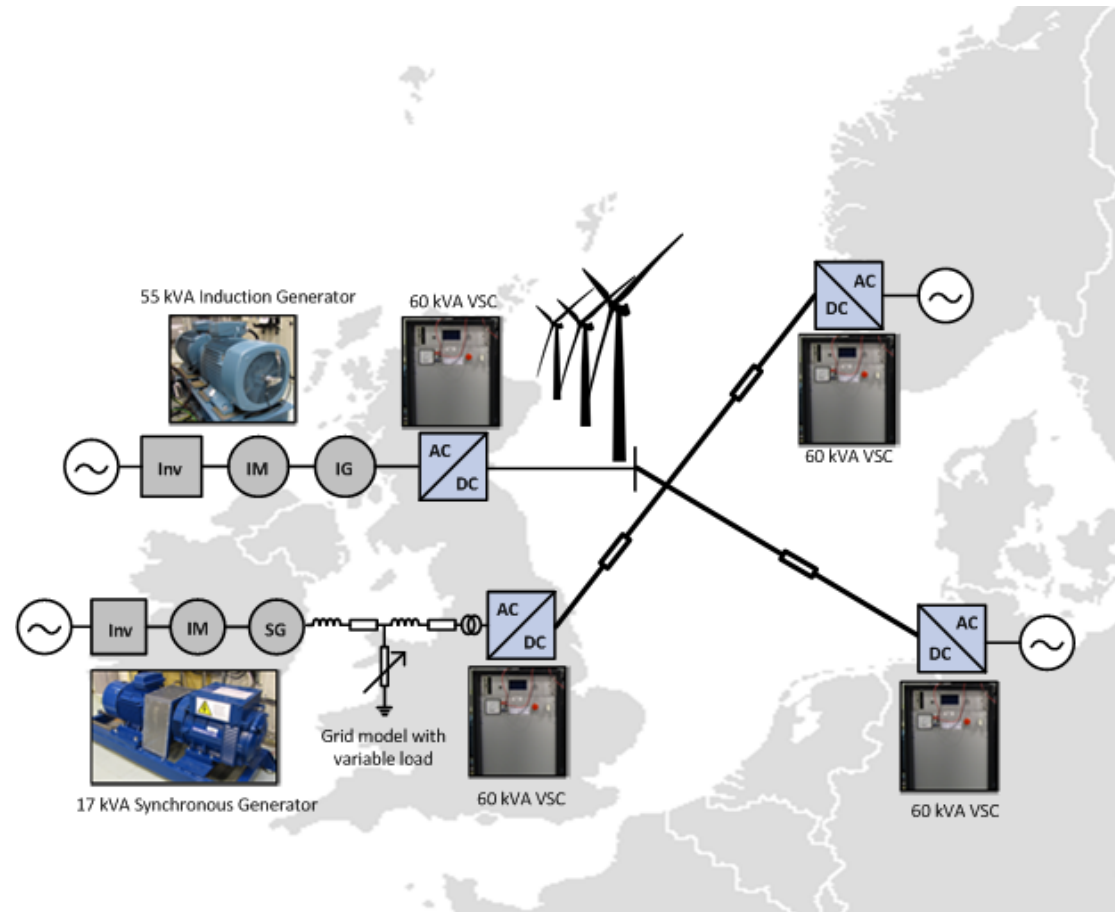 AC
DC
60 kVA VSC
55 kVA Induction Generator
60 kVA VSC
Inv
IM
IG
AC
DC
Inv
IM
SG
AC
DC
AC
DC
Grid model with
variable load
60 kVA VSC
17 kVA Synchronous Generator
60 kVA VSC